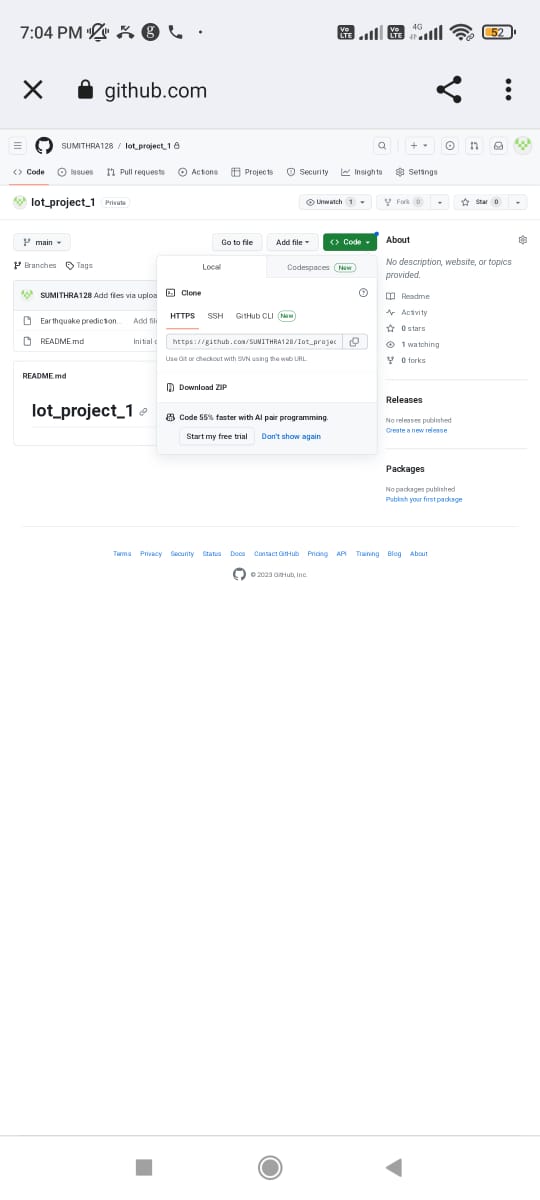 7:04 PM
Vo LTE
Vo LTE
4G
52
github.com
SUMITHRA128 / Iot_project_1
Code Issues Pull requests Actions Projects Security Insights Settings
Iot_project_1 Private
Unwatch 1 Fork 0 Star 0
main Go to file Add file Code
Branches Tags
SUMITHRA128 Add files via uploa
Earthquake prediction... Add file
README.md Initial c
README.md
Iot_project_1
Local Codespaces New
Clone
HTTPS SSH GitHub CLI New
https://github.com/SUMITHRA128/Iot_projec
Use Git or checkout with SVN using the web URL.
Download ZIP
Code 55% faster with AI pair programming.
Start my free trial Don't show again
About
No description, website, or topics
provided.
Readme
Activity
0 stars
1 watching
0 forks
Releases
No releases published
Create a new release
Packages
No packages published
Publish your first package
Terms Privacy Security Status Docs Contact GitHub Pricing API Training Blog About
© 2023 GitHub, Inc.